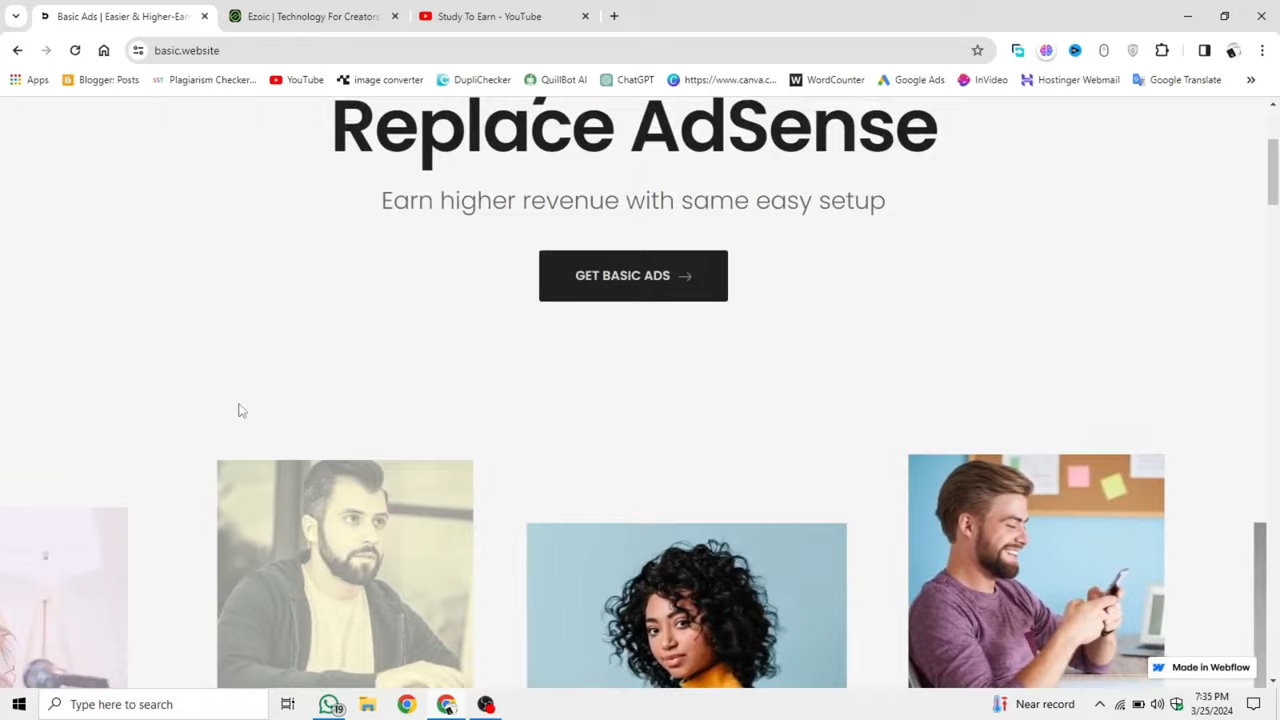 Basic Ads | Easier & Higher-Earn
Ezoic | Technology For Creators
Study To Earn - YouTube
basic.website
Apps
Blogger: Posts
SST Plagiarism Checker...
YouTube
image converter
DupliChecker
QuillBot AI
ChatGPT
https://www.canva.c...
WordCounter
Google Ads
InVideo
Hostinger Webmail
Google Translate
Replace AdSense
Earn higher revenue with same easy setup
GET BASIC ADS
Made in Webflow
Type here to search
19
Near record
7:35 PM
3/25/2024